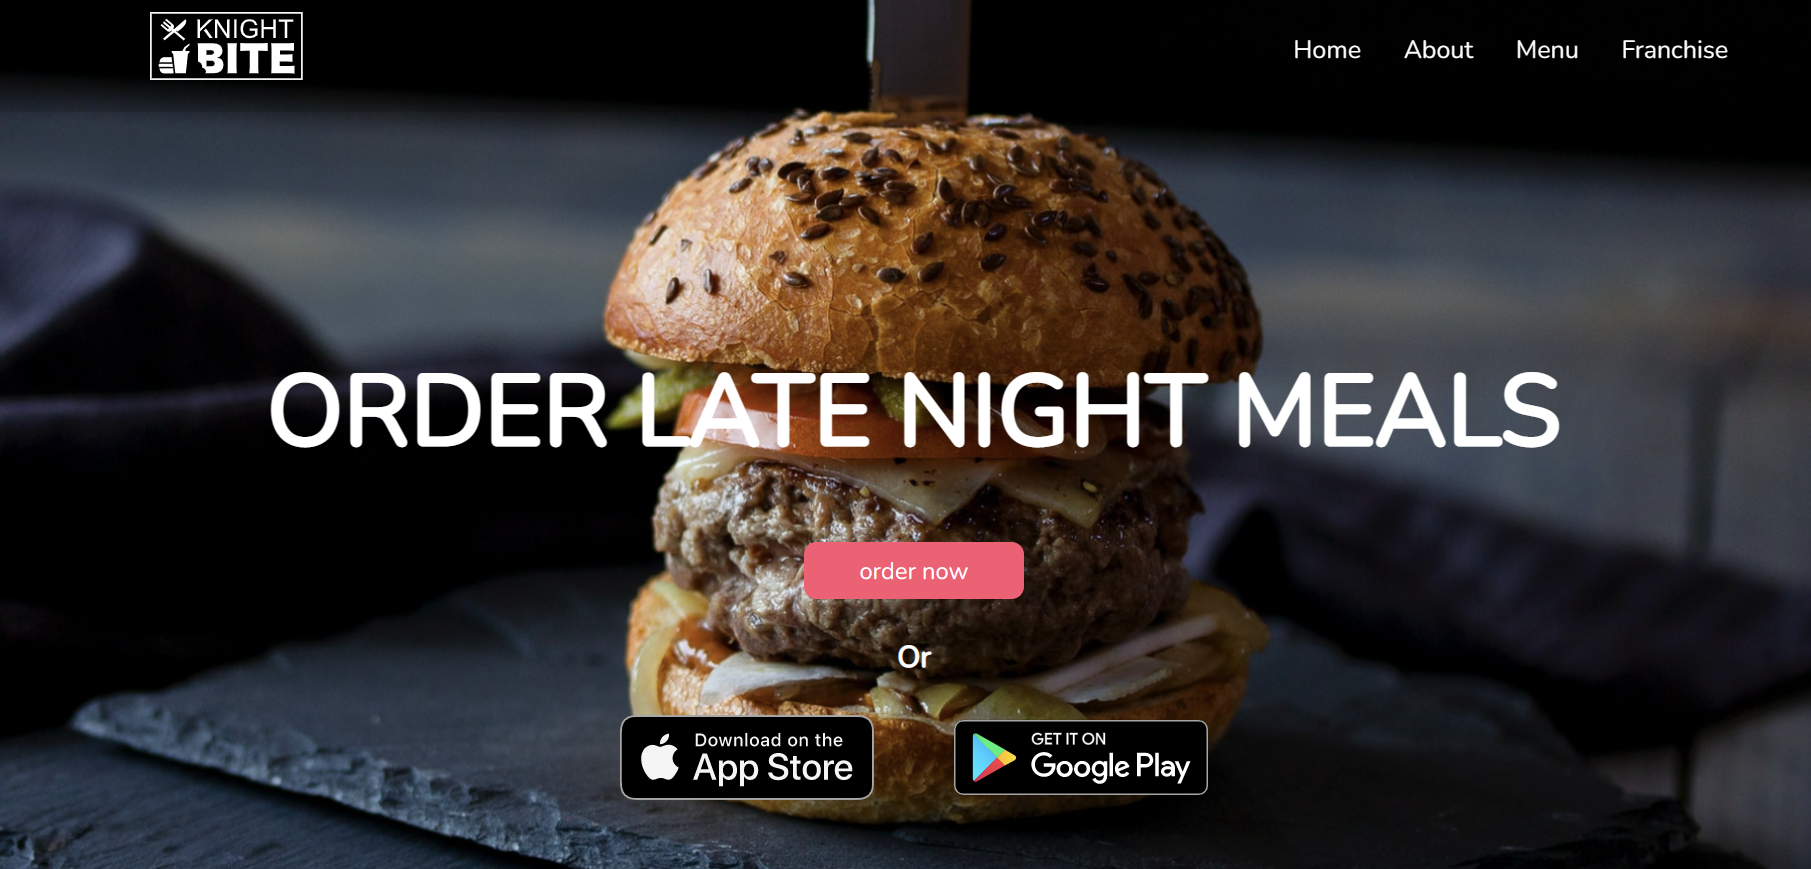 KNIGHT
BITE
Home About Menu Franchise
ORDER LATE NIGHT MEALS
order now
Or
Download on the
App Store
GET IT ON
Google Play